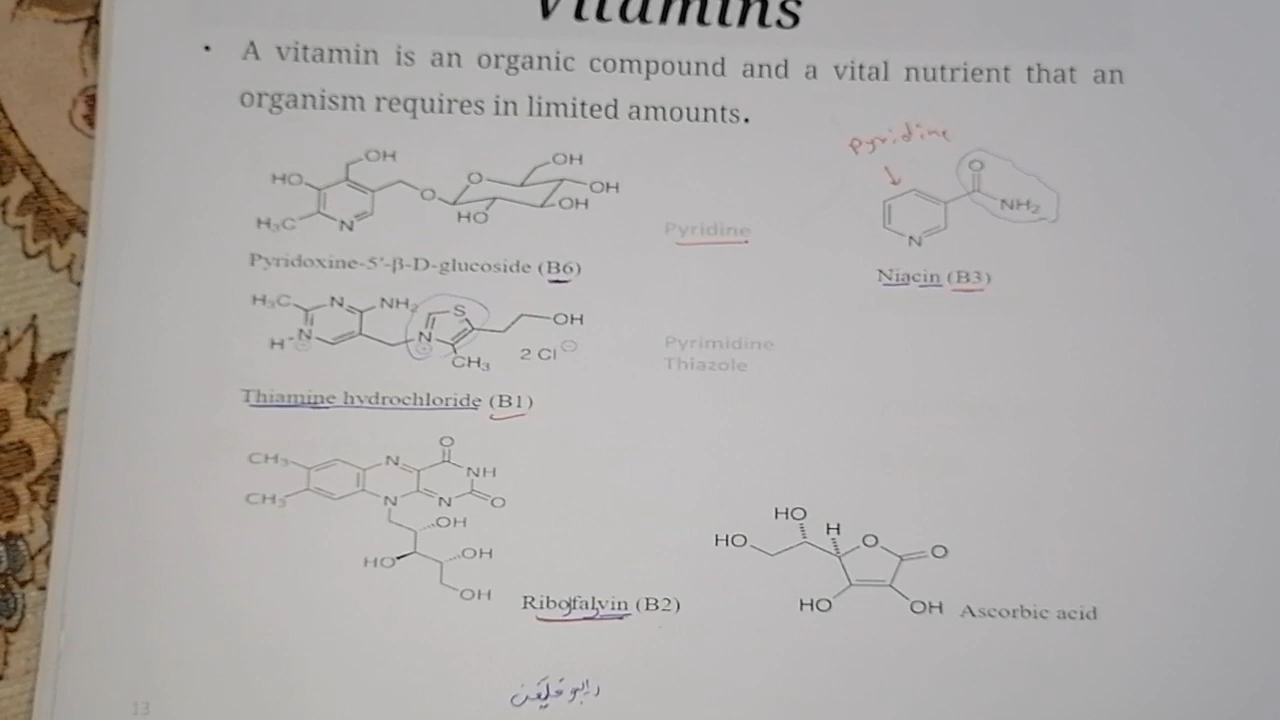 Vitamins
• A vitamin is an organic compound and a vital nutrient that an
organism requires in limited amounts.
pyridine
OH
HO
H₃C
N
O
O
OH
OH
OH
HO
Pyridine
O
NH₂
N
Pyridoxine-5'-β-D-glucoside (B6)
Niacin (B3)
H₃C
N
NH₂
H
N
N
S
OH
CH₃
2 Cl⊖
Pyrimidine
Thiazole
Thiamine hydrochloride (B1)
CH₃
CH₃
N
O
NH
N
N
O
OH
HO
OH
OH
Ribolfalvin (B2)
HO
HO
H
O
O
HO
OH
Ascorbic acid
رايبوفليفن
13